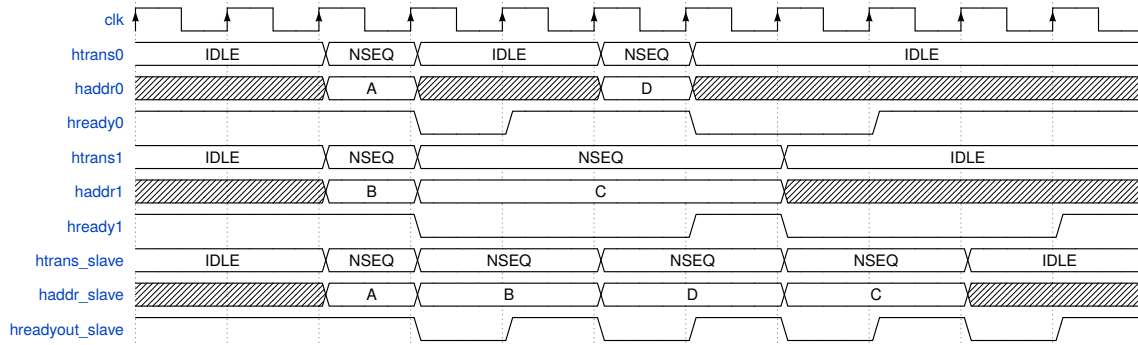 clk
htrans0 IDLE NSEQ IDLE NSEQ IDLE
haddr0 A D
hready0
htrans1 IDLE NSEQ NSEQ IDLE
haddr1 B C
hready1
htrans_slave IDLE NSEQ NSEQ NSEQ NSEQ IDLE
haddr_slave A B D C
hreadyout_slave